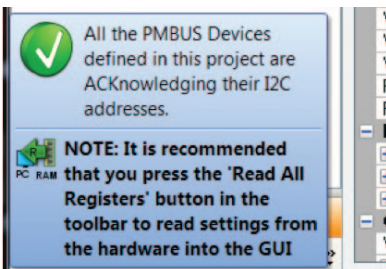 All the PMBUS Devices
defined in this project are
ACKnowledging their I2C
addresses.
NOTE: It is recommended
PC RAM that you press the 'Read All
Registers' button in the
toolbar to read settings from
the hardware into the GUI